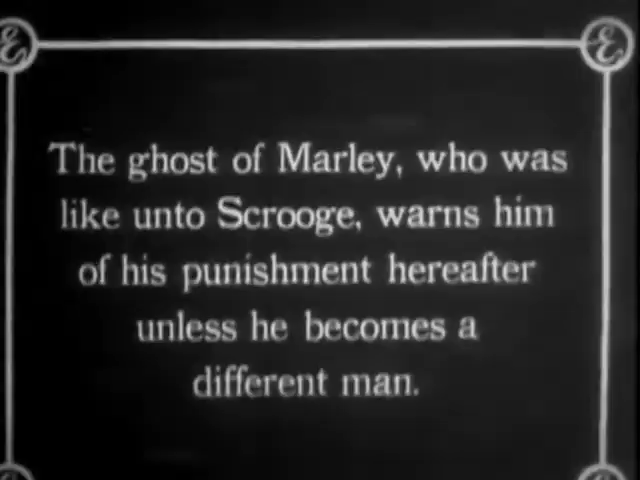 The ghost of Marley, who was
like unto Scrooge, warns him
of his punishment hereafter
unless he becomes a
different man.